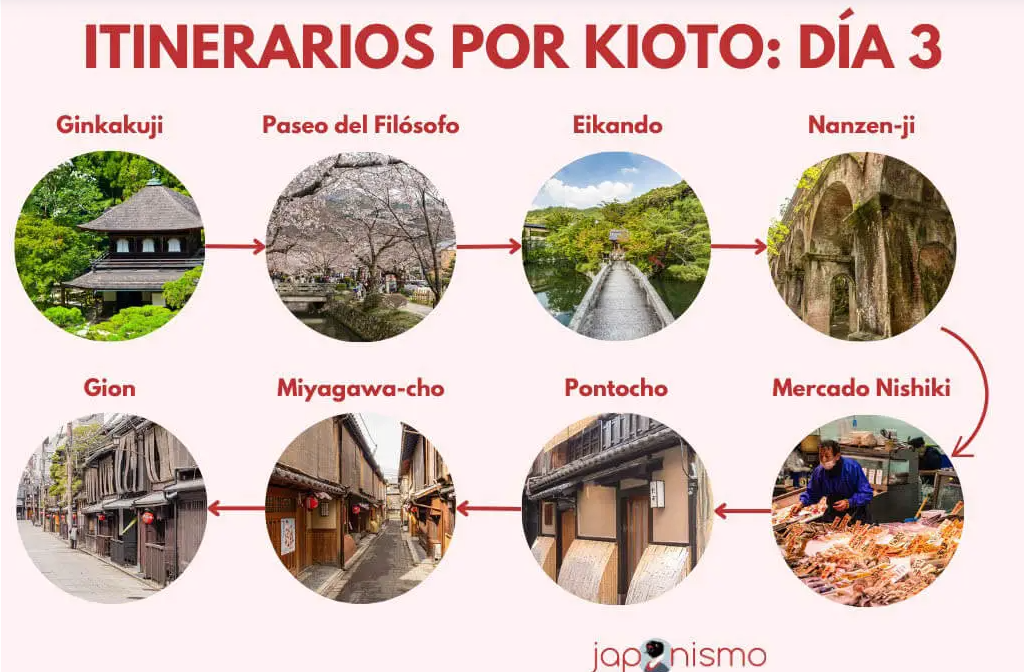 ITINERARIOS POR KIOTO: DÍA 3
Ginkakuji
Paseo del Filósofo
Eikando
Nanzen-ji
Mercado Nishiki
Pontocho
Miyagawa-cho
Gion
japonismo